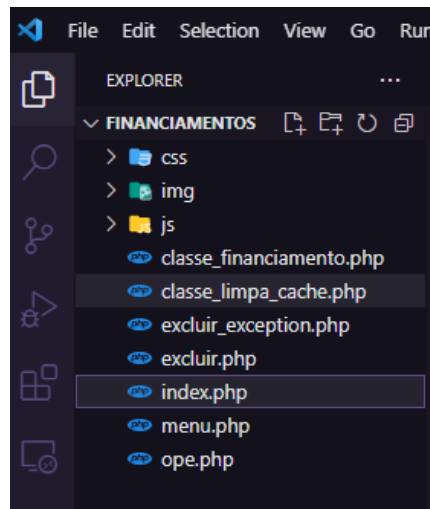 File Edit Selection View Go Run
EXPLORER ...
FINANCIAMENTOS
css
img
js
classe_financiamento.php
classe_limpa_cache.php
excluir_exception.php
excluir.php
index.php
menu.php
ope.php